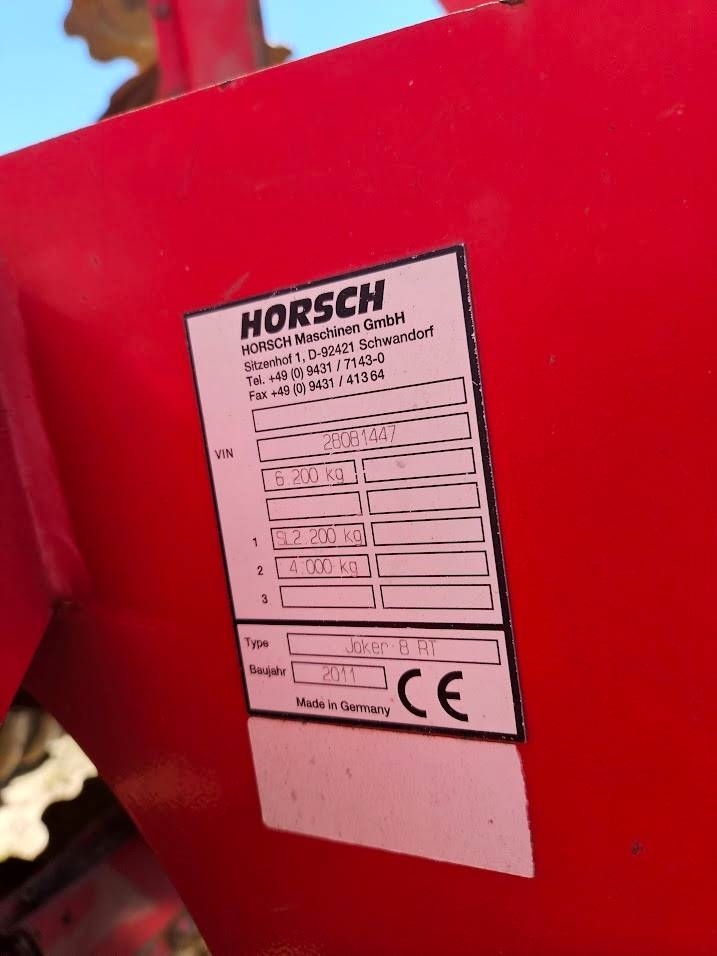 HORSCH
HORSCH Maschinen GmbH
Sitzenhof 1, D-92421 Schwandorf
Tel. +49 (0) 9431 / 7143-0
Fax +49 (0) 9431 / 41364
VIN 28081447
6.200 kg
1 SL2.200 kg
2 4.000 kg
3
Type Joker 8 RT
Baujahr 2011
Made in Germany CE